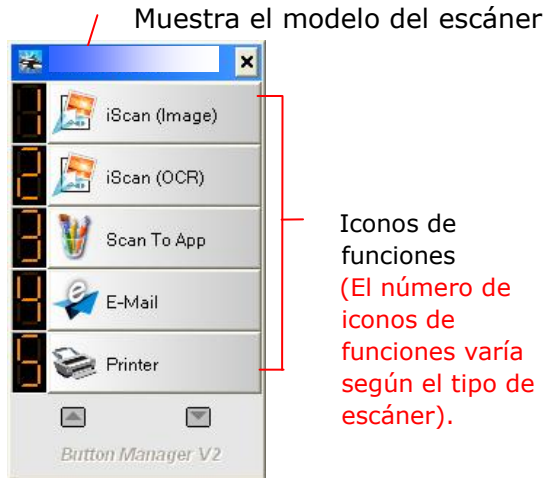 Muestra el modelo del escáner
1 iScan (Image)
2 iScan (OCR)
3 Scan To App
4 E-Mail
5 Printer
Button Manager V2
Iconos de
funciones
(El número de
iconos de
funciones varía
según el tipo de
escáner).